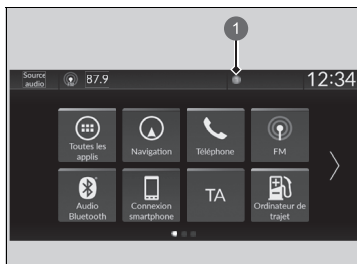 1
Source
audio
87.9
12:34
Toutes les
applis
Navigation
Téléphone
FM
Audio
Bluetooth
Connexion
smartphone
TA
Ordinateur de
trajet